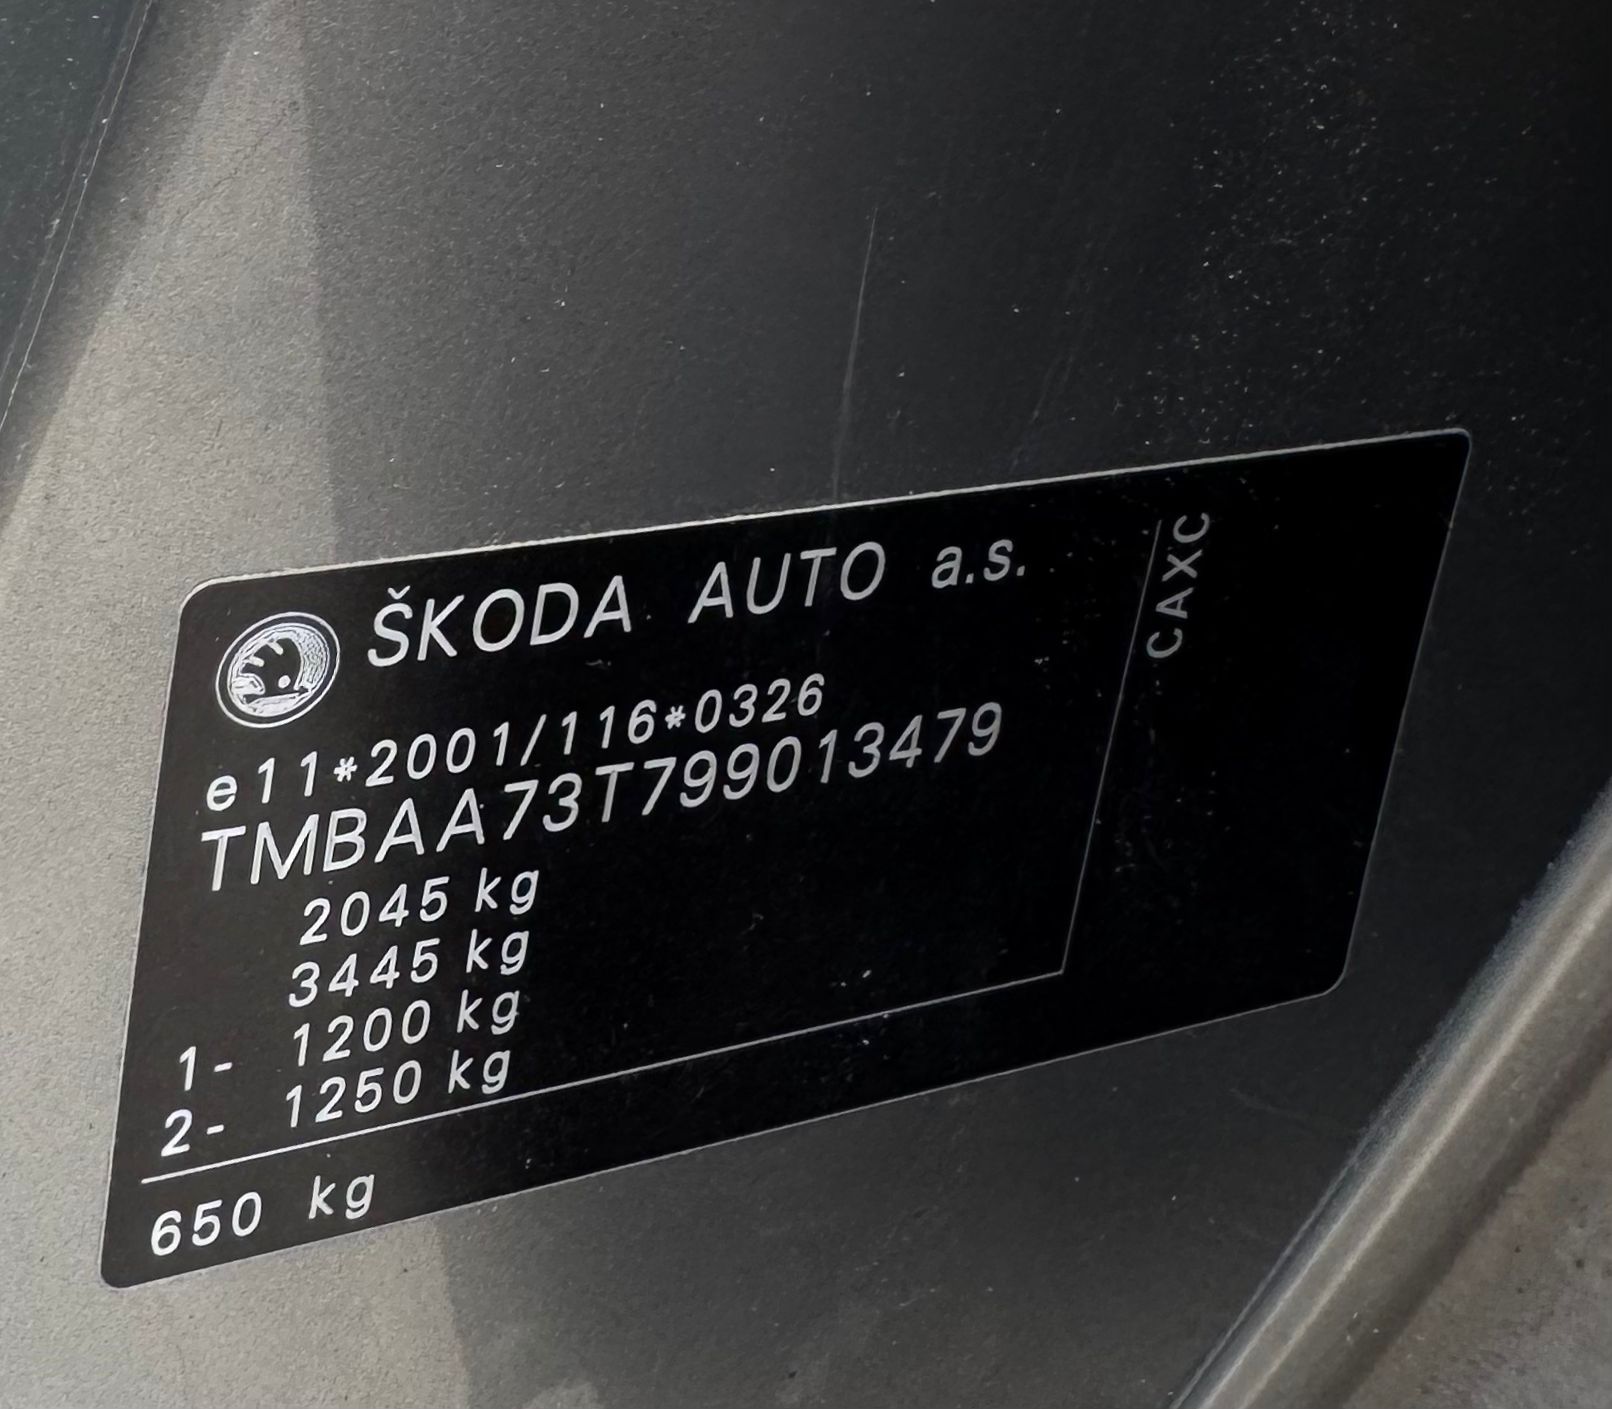 ŠKODA AUTO a.s.
e11*2001/116*0326
TMBAA73T799013479
2045 kg
3445 kg
1- 1200 kg
2- 1250 kg
650 kg
CAXC